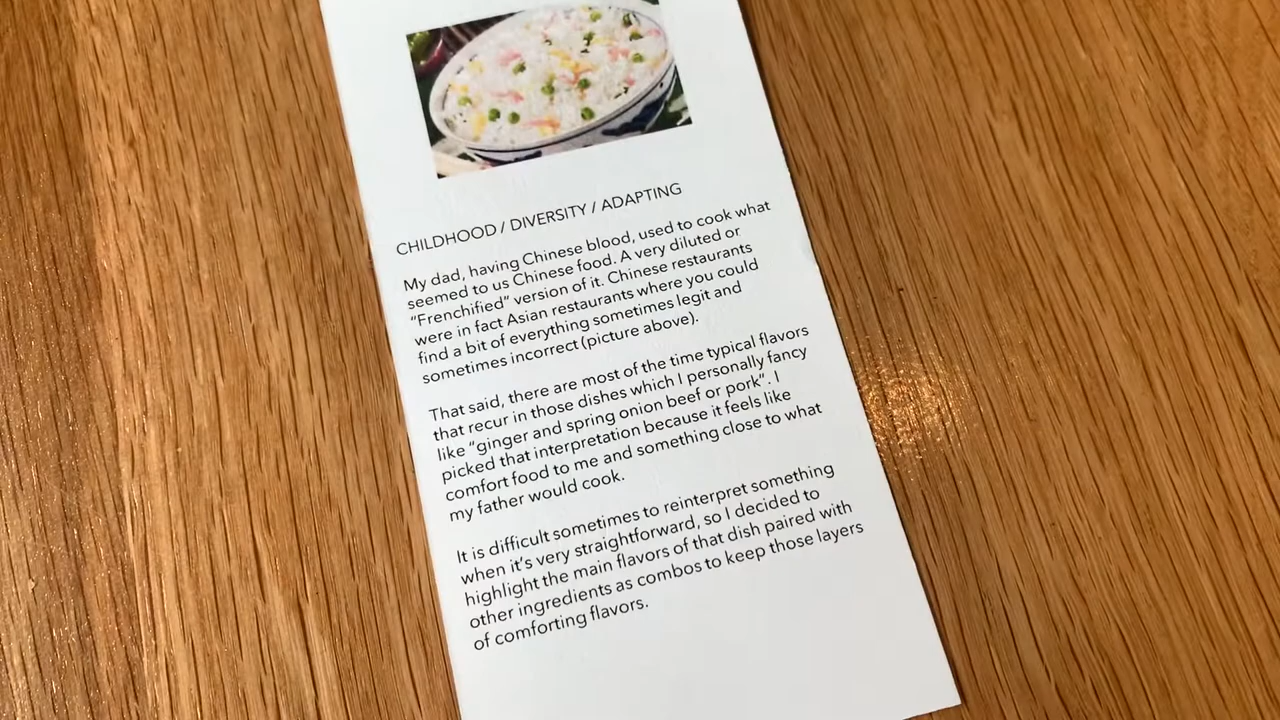 CHILDHOOD / DIVERSITY / ADAPTING
My dad, having Chinese blood, used to cook what
seemed to us Chinese food. A very diluted or
“Frenchified” version of it. Chinese restaurants
were in fact Asian restaurants where you could
find a bit of everything sometimes legit and
sometimes incorrect (picture above).
That said, there are most of the time typical flavors
that recur in those dishes which I personally fancy
like “ginger and spring onion beef or pork”. I
picked that interpretation because it feels like
comfort food to me and something close to what
my father would cook.
It is difficult sometimes to reinterpret something
when it’s very straightforward, so I decided to
highlight the main flavors of that dish paired with
other ingredients as combos to keep those layers
of comforting flavors.